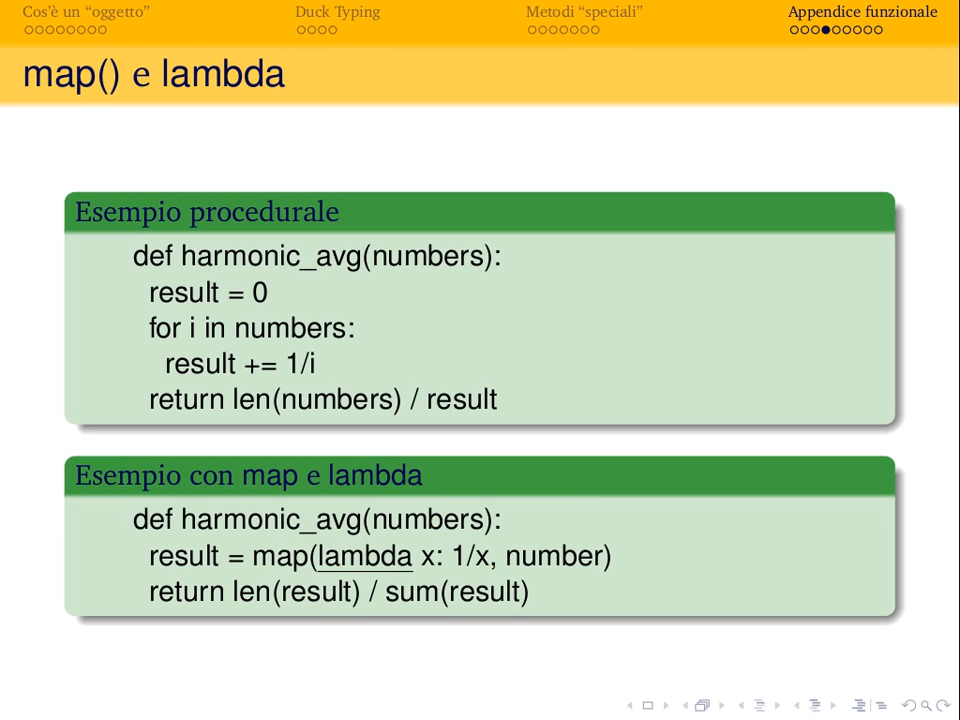 Cos'è un “oggetto” Duck Typing Metodi “speciali” Appendice funzionale
map() e lambda
Esempio procedurale
def harmonic_avg(numbers):
result = 0
for i in numbers:
result += 1/i
return len(numbers) / result
Esempio con map e lambda
def harmonic_avg(numbers):
result = map(lambda x: 1/x, number)
return len(result) / sum(result)